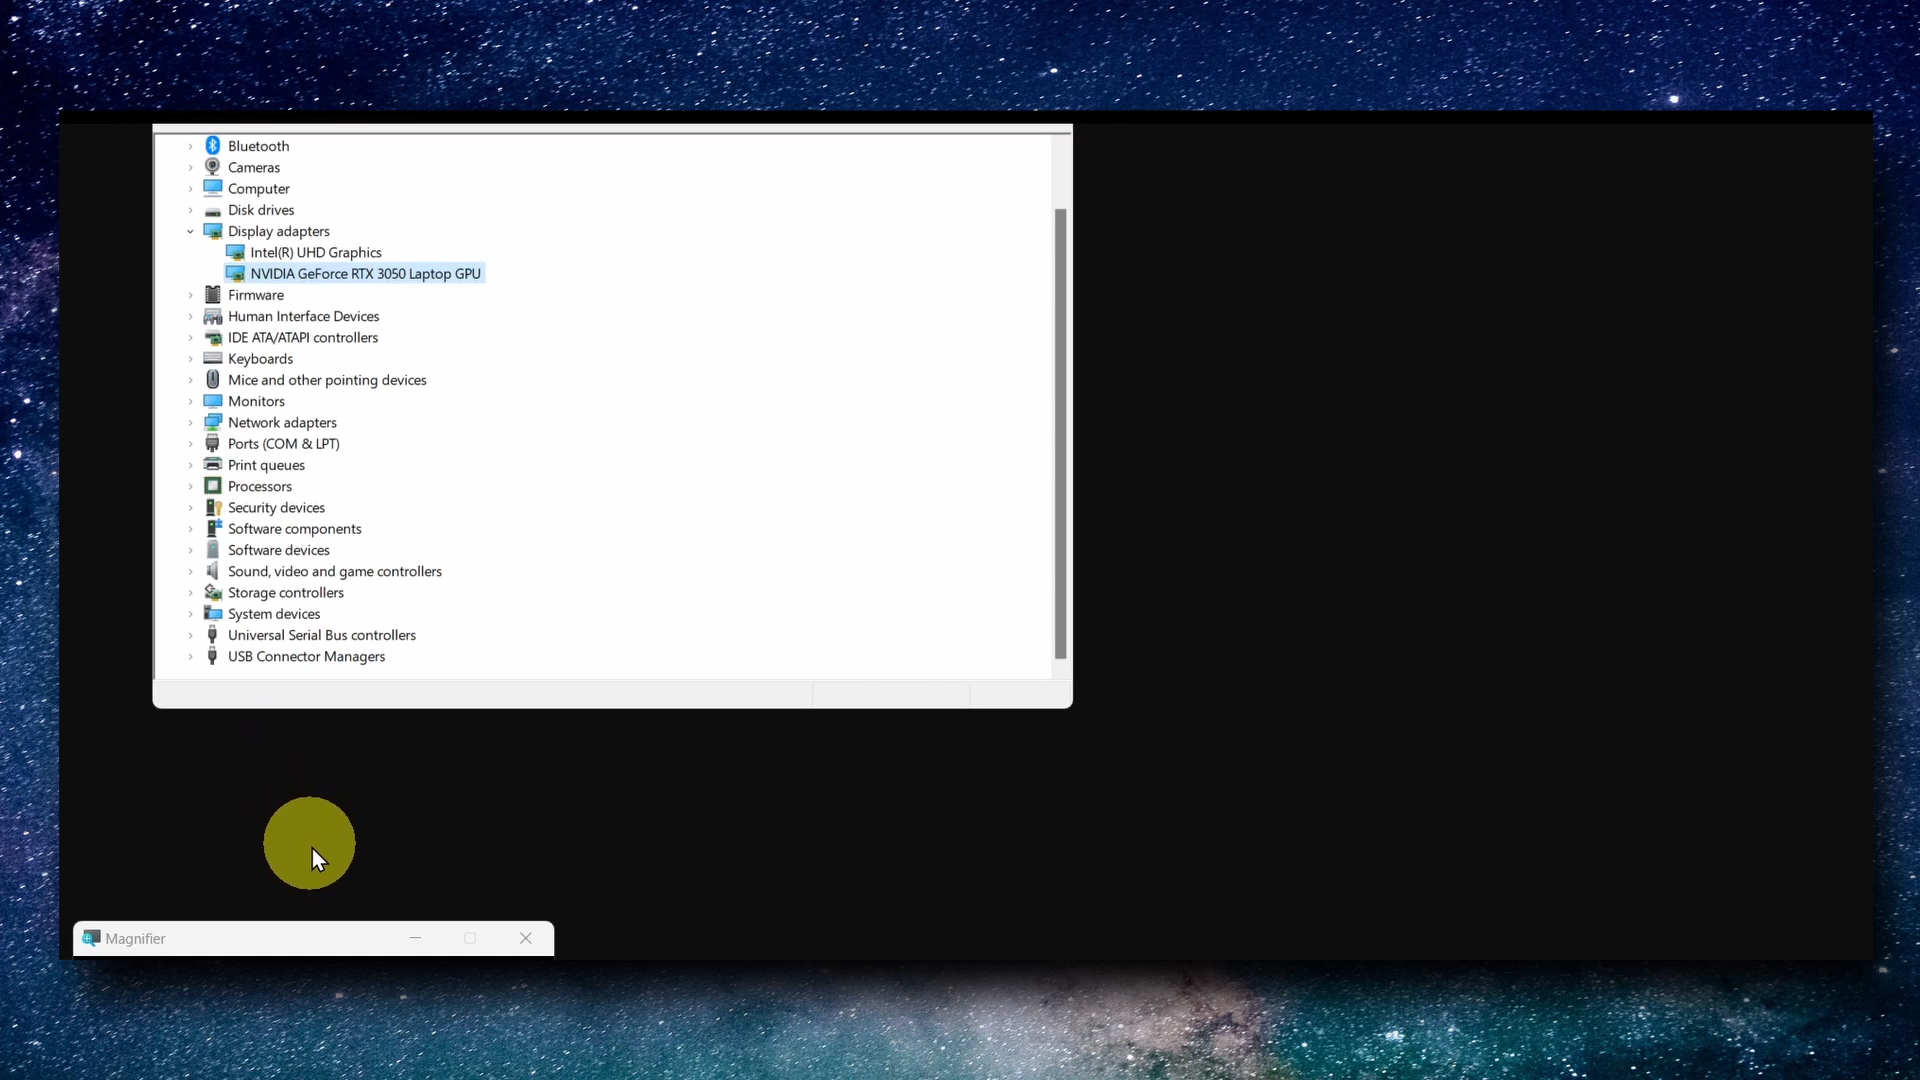 Bluetooth
Cameras
Computer
Disk drives
Display adapters
Intel(R) UHD Graphics
NVIDIA GeForce RTX 3050 Laptop GPU
Firmware
Human Interface Devices
IDE ATA/ATAPI controllers
Keyboards
Mice and other pointing devices
Monitors
Network adapters
Ports (COM & LPT)
Print queues
Processors
Security devices
Software components
Software devices
Sound, video and game controllers
Storage controllers
System devices
Universal Serial Bus controllers
USB Connector Managers
Magnifier